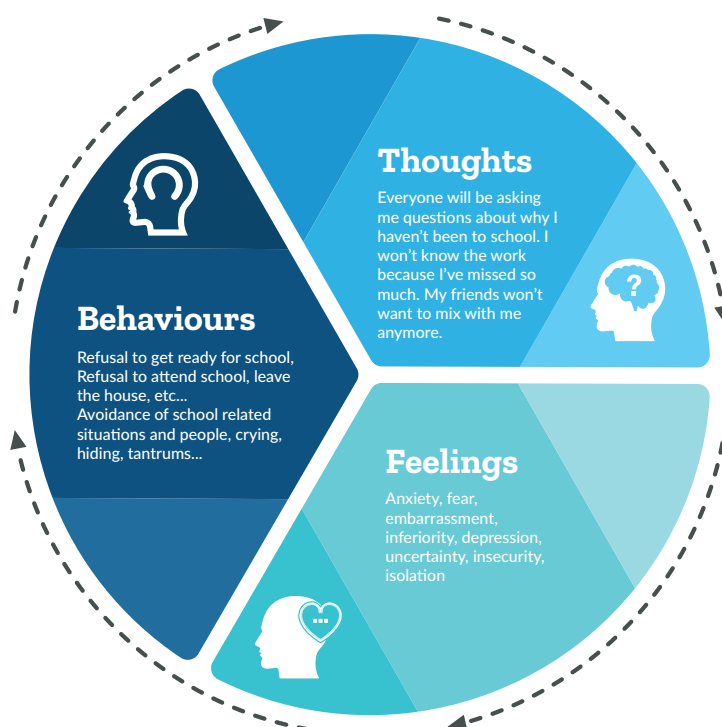 Thoughts
Everyone will be asking
me questions about why I
haven't been to school. I
won't know the work
because I've missed so
much. My friends won't
want to mix with me
anymore.
?
Behaviours
Refusal to get ready for school,
Refusal to attend school, leave
the house, etc...
Avoidance of school related
situations and people, crying,
hiding, tantrums...
Feelings
Anxiety, fear,
embarrassment,
inferiority, depression,
uncertainty, insecurity,
isolation